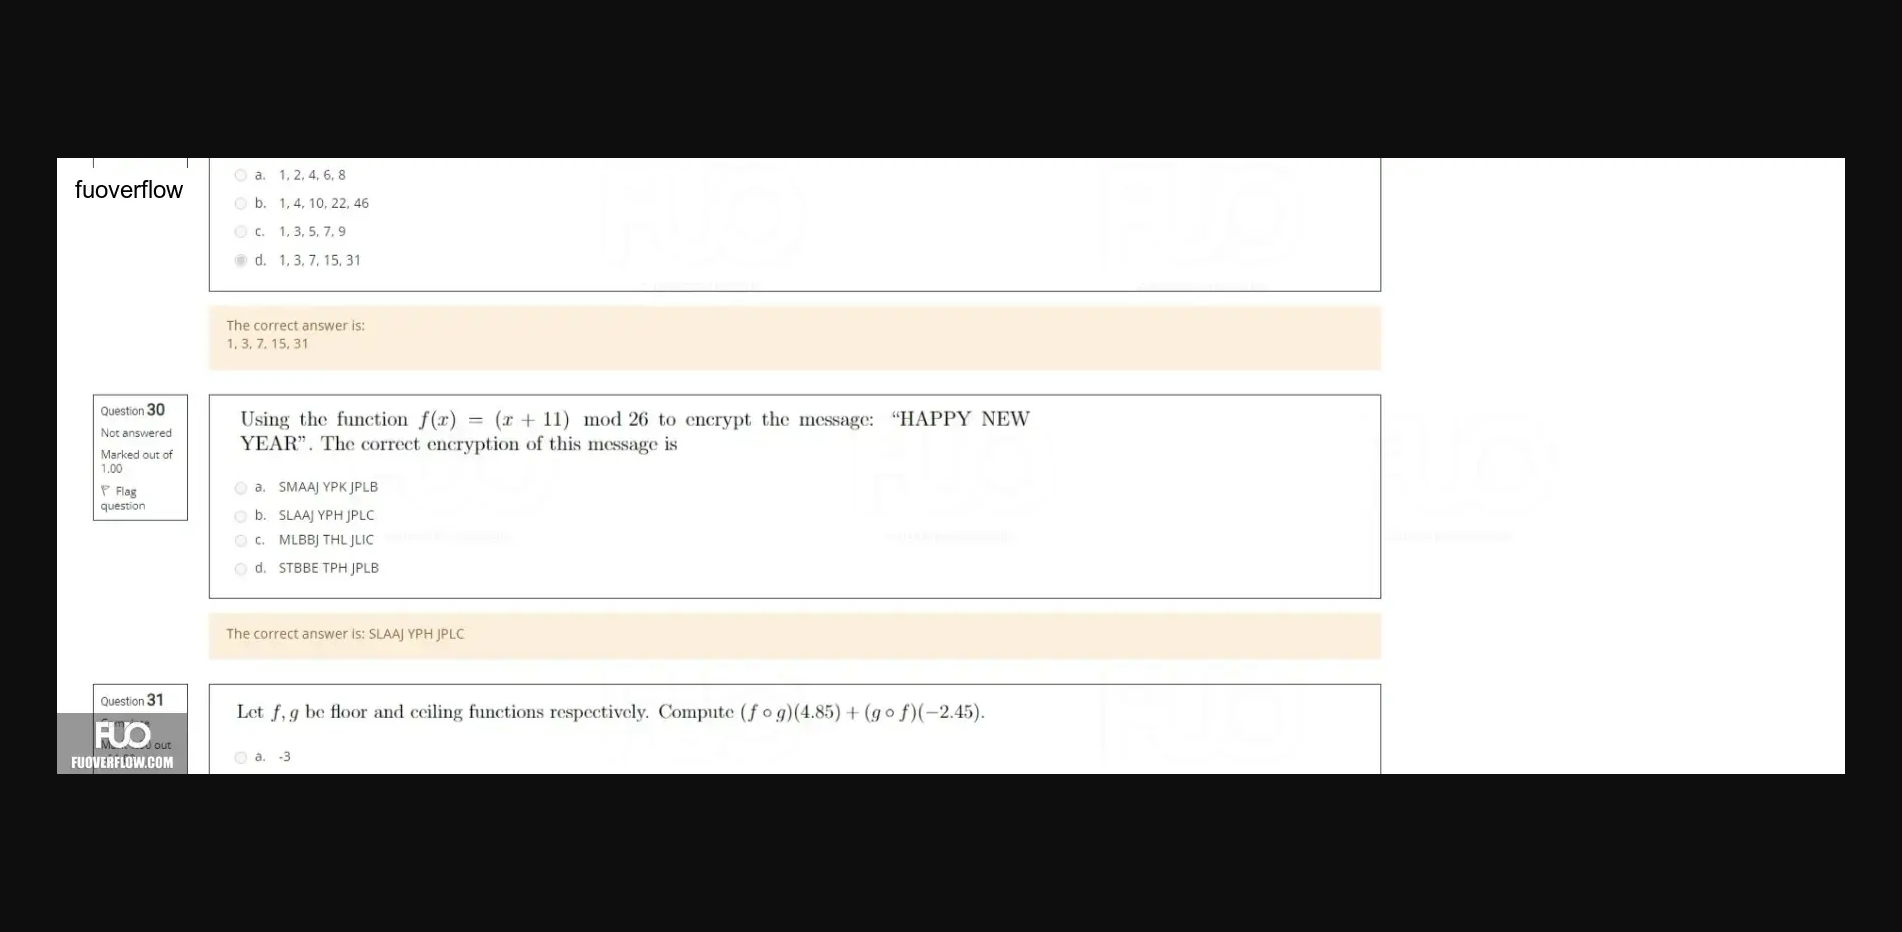 fuoverflow
a. 1, 2, 4, 6, 8
b. 1, 4, 10, 22, 46
c. 1, 3, 5, 7, 9
d. 1, 3, 7, 15, 31
The correct answer is:
1, 3, 7, 15, 31
Question 30
Not answered
Marked out of
1.00
Flag
question
Using the function f(x) = (x + 11) mod 26 to encrypt the message: “HAPPY NEW
YEAR”. The correct encryption of this message is
a. SMAAJ YPK JPLB
b. SLAAJ YPH JPLC
c. MLBBJ THL JLIC
d. STBBE TPH JPLB
The correct answer is: SLAAJ YPH JPLC
Question 31
out
FUO
FUOVERFLOW.COM
Let f, g be floor and ceiling functions respectively. Compute (f ∘ g)(4.85) + (g ∘ f)(−2.45).
a. -3